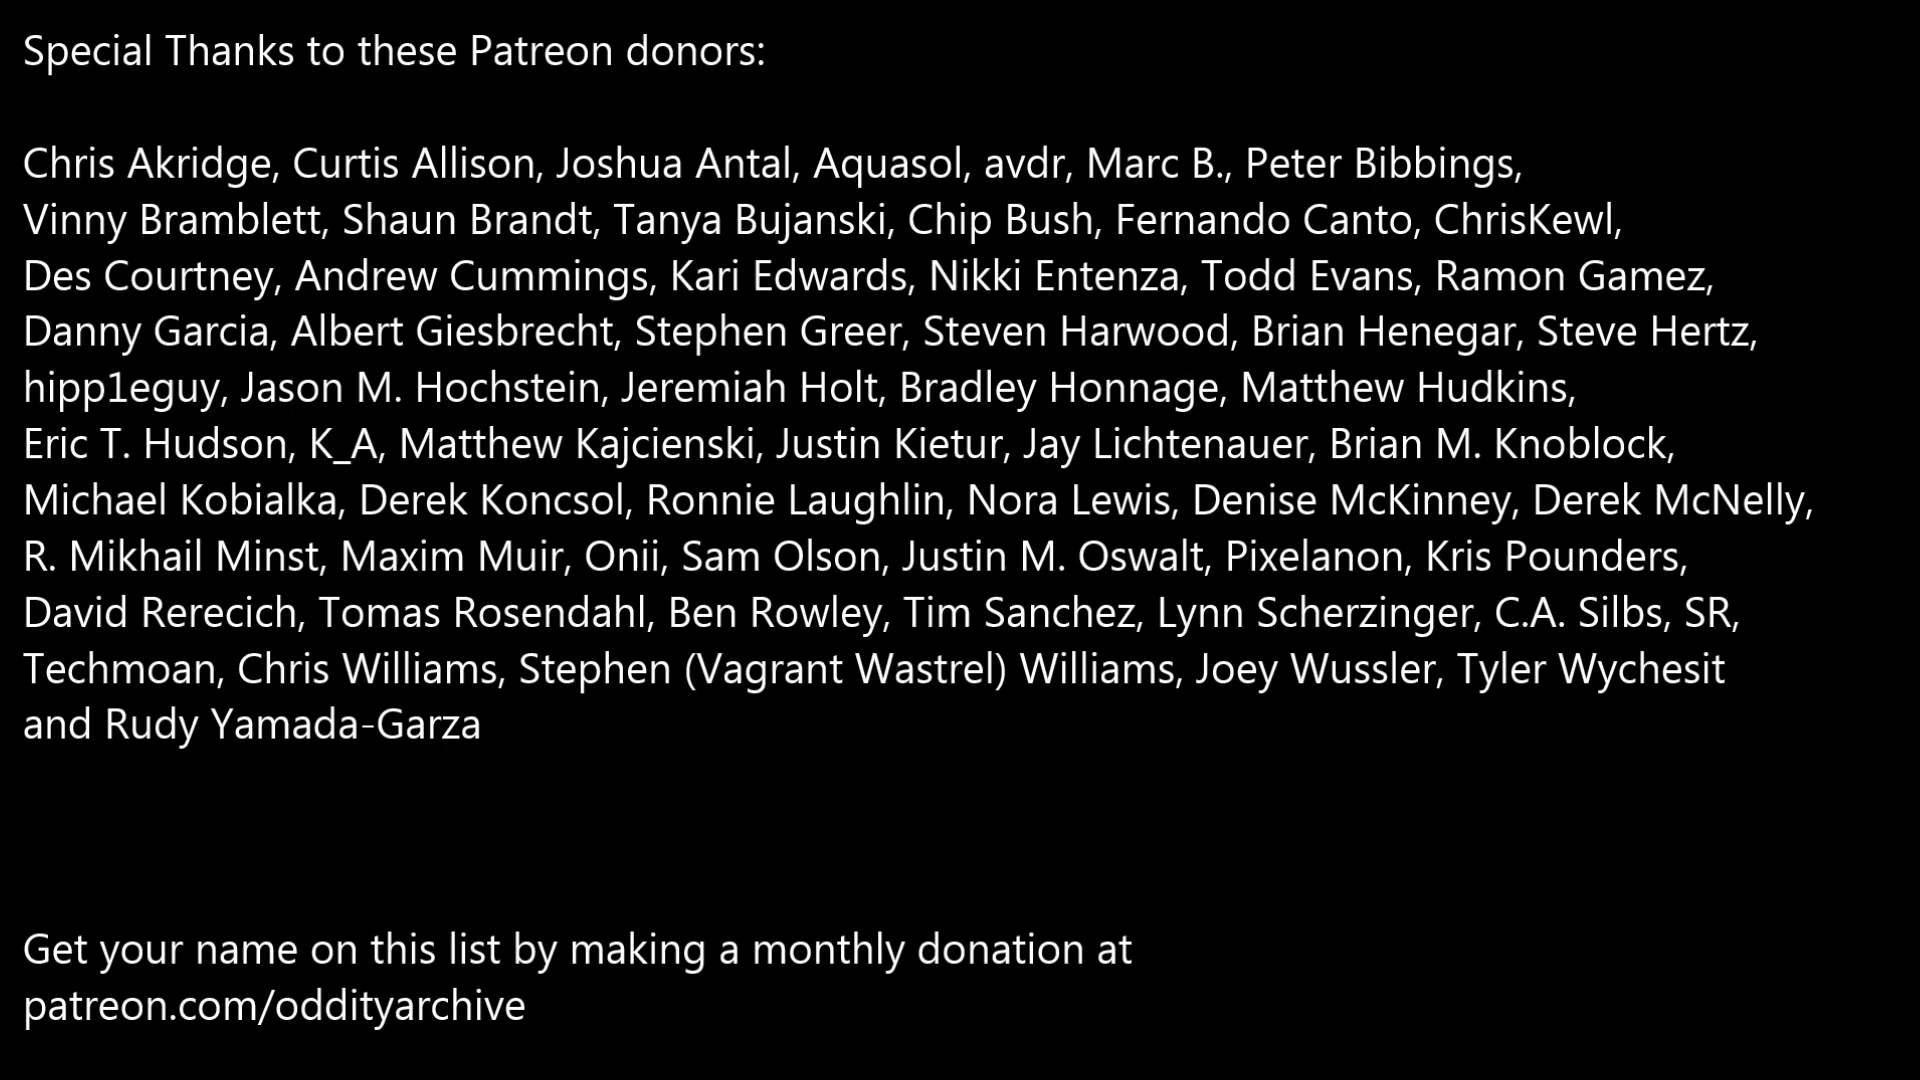 Special Thanks to these Patreon donors:
Chris Akridge, Curtis Allison, Joshua Antal, Aquasol, avdr, Marc B., Peter Bibbings,
Vinny Bramblett, Shaun Brandt, Tanya Bujanski, Chip Bush, Fernando Canto, ChrisKewl,
Des Courtney, Andrew Cummings, Kari Edwards, Nikki Entenza, Todd Evans, Ramon Gamez,
Danny Garcia, Albert Giesbrecht, Stephen Greer, Steven Harwood, Brian Henegar, Steve Hertz,
hipp1eguy, Jason M. Hochstein, Jeremiah Holt, Bradley Honnage, Matthew Hudkins,
Eric T. Hudson, K_A, Matthew Kajcienski, Justin Kietur, Jay Lichtenauer, Brian M. Knoblock,
Michael Kobialka, Derek Koncsol, Ronnie Laughlin, Nora Lewis, Denise McKinney, Derek McNelly,
R. Mikhail Minst, Maxim Muir, Onii, Sam Olson, Justin M. Oswalt, Pixelanon, Kris Pounders,
David Rerecich, Tomas Rosendahl, Ben Rowley, Tim Sanchez, Lynn Scherzinger, C.A. Silbs, SR,
Techmoan, Chris Williams, Stephen (Vagrant Wastrel) Williams, Joey Wussler, Tyler Wychesit
and Rudy Yamada-Garza
Get your name on this list by making a monthly donation at
patreon.com/oddityarchive